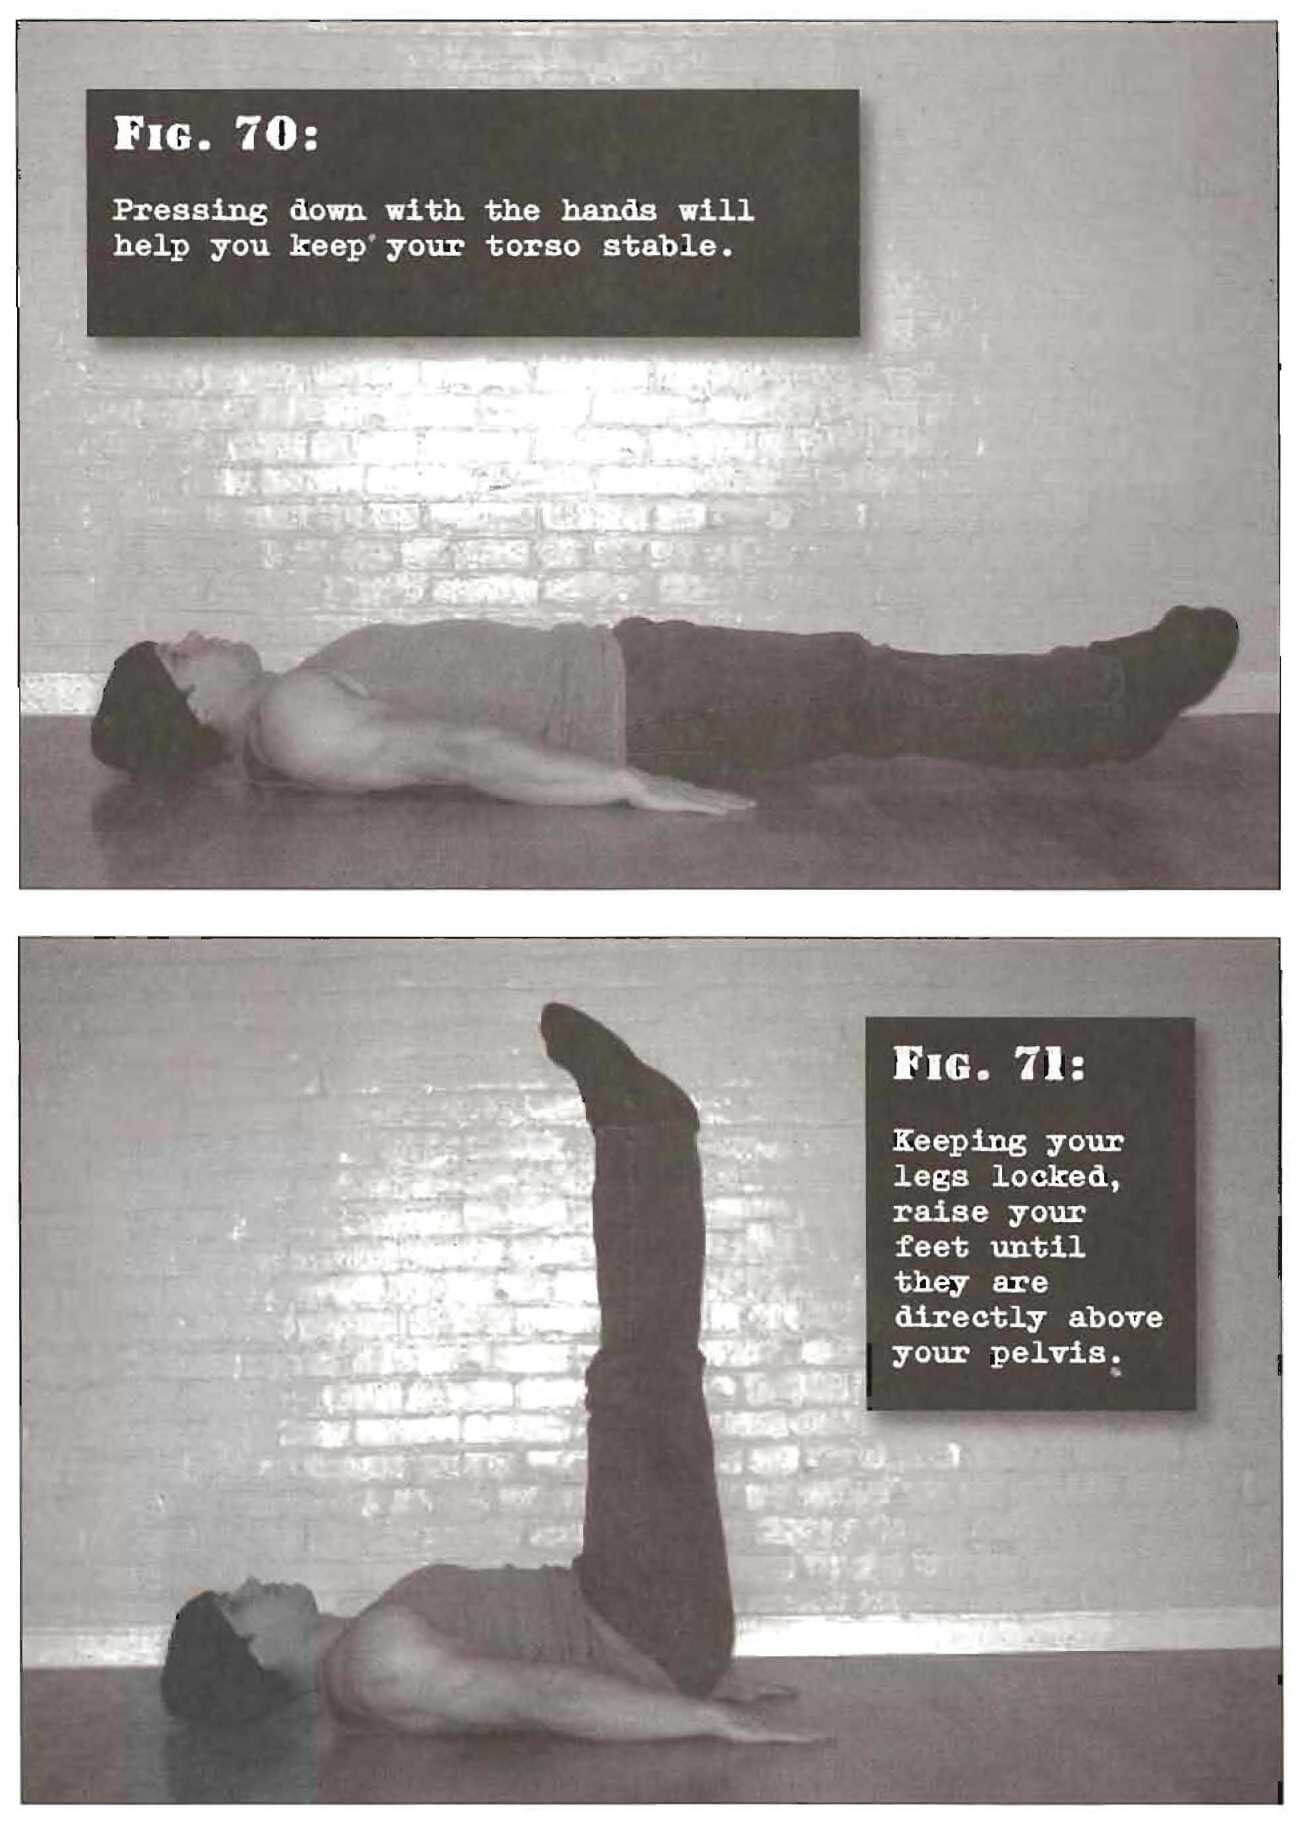 FIG. 70:
Pressing down with the hands will
help you keep your torso stable.
FIG. 71:
Keeping your
legs locked,
raise your
feet until
they are
directly above
your pelvis.